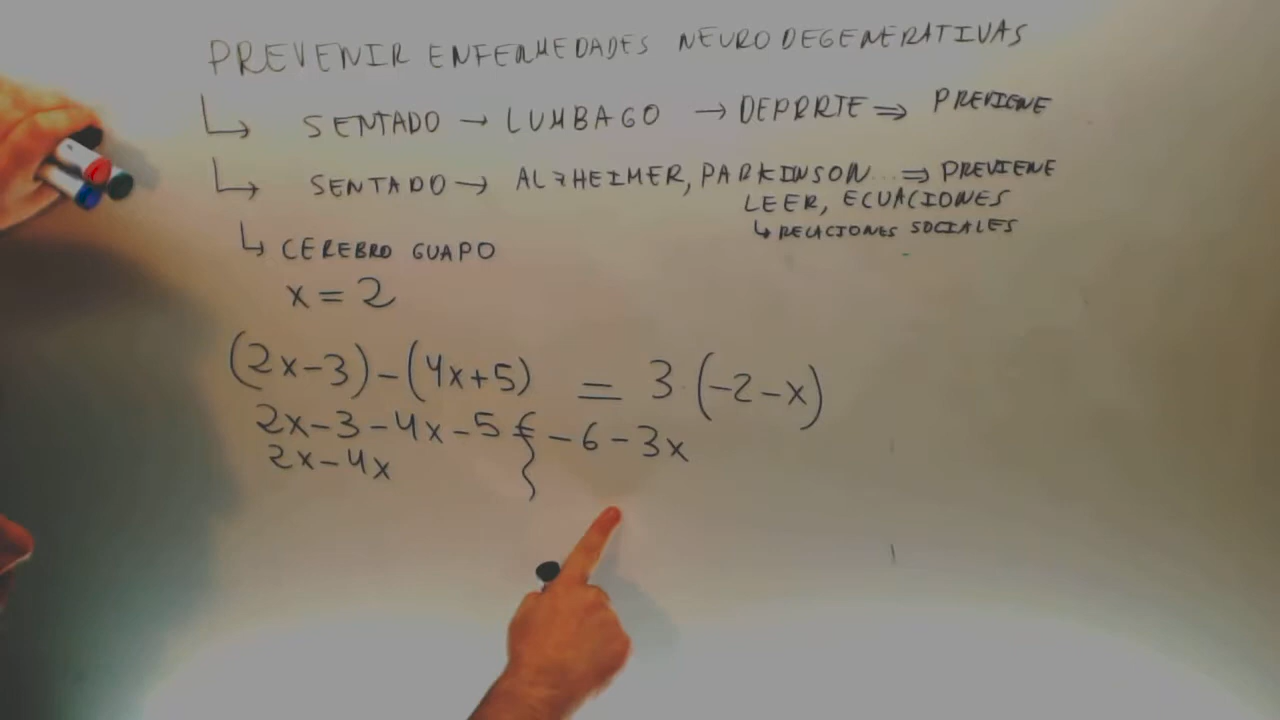 PREVENIR ENFERMEDADES NEURODEGENERATIVAS
↳ SENTADO → LUMBAGO → DEPORTE ⇒ PREVIENE
↳ SENTADO → ALZHEIMER, PARKINSON... ⇒ PREVIENE
LEER, ECUACIONES
↳ RELACIONES SOCIALES
↳ CEREBRO GUAPO
x = 2
(2x-3)-(4x+5) = 3·(-2-x)
2x-3-4x-5 = -6-3x
2x-4x